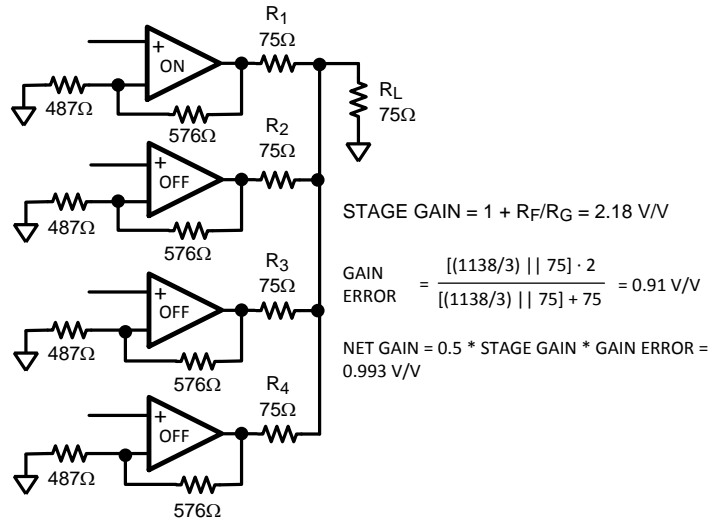 R1
75Ω
+
ON
487Ω
576Ω
RL
75Ω
R2
75Ω
+
OFF
487Ω
576Ω
STAGE GAIN = 1 + RF/RG = 2.18 V/V
R3
75Ω
+
OFF
487Ω
576Ω
GAIN ERROR = [(1138/3) || 75] · 2 / [(1138/3) || 75] + 75 = 0.91 V/V
NET GAIN = 0.5 * STAGE GAIN * GAIN ERROR =
0.993 V/V
R4
75Ω
+
OFF
487Ω
576Ω